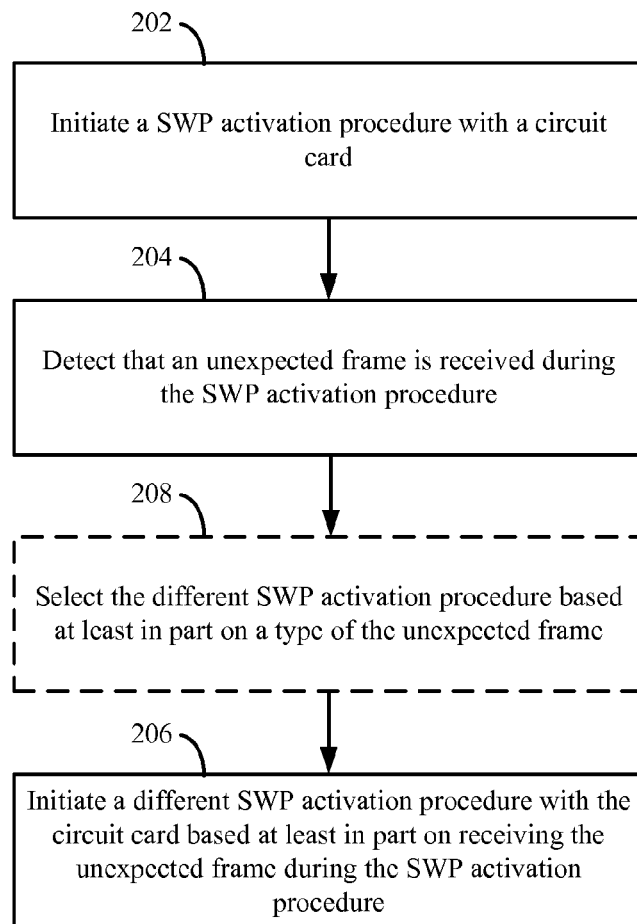 202
Initiate a SWP activation procedure with a circuit
card
204
Detect that an unexpected frame is received during
the SWP activation procedure
208
Select the different SWP activation procedure based
at least in part on a type of the unexpected frame
206
Initiate a different SWP activation procedure with the
circuit card based at least in part on receiving the
unexpected frame during the SWP activation
procedure